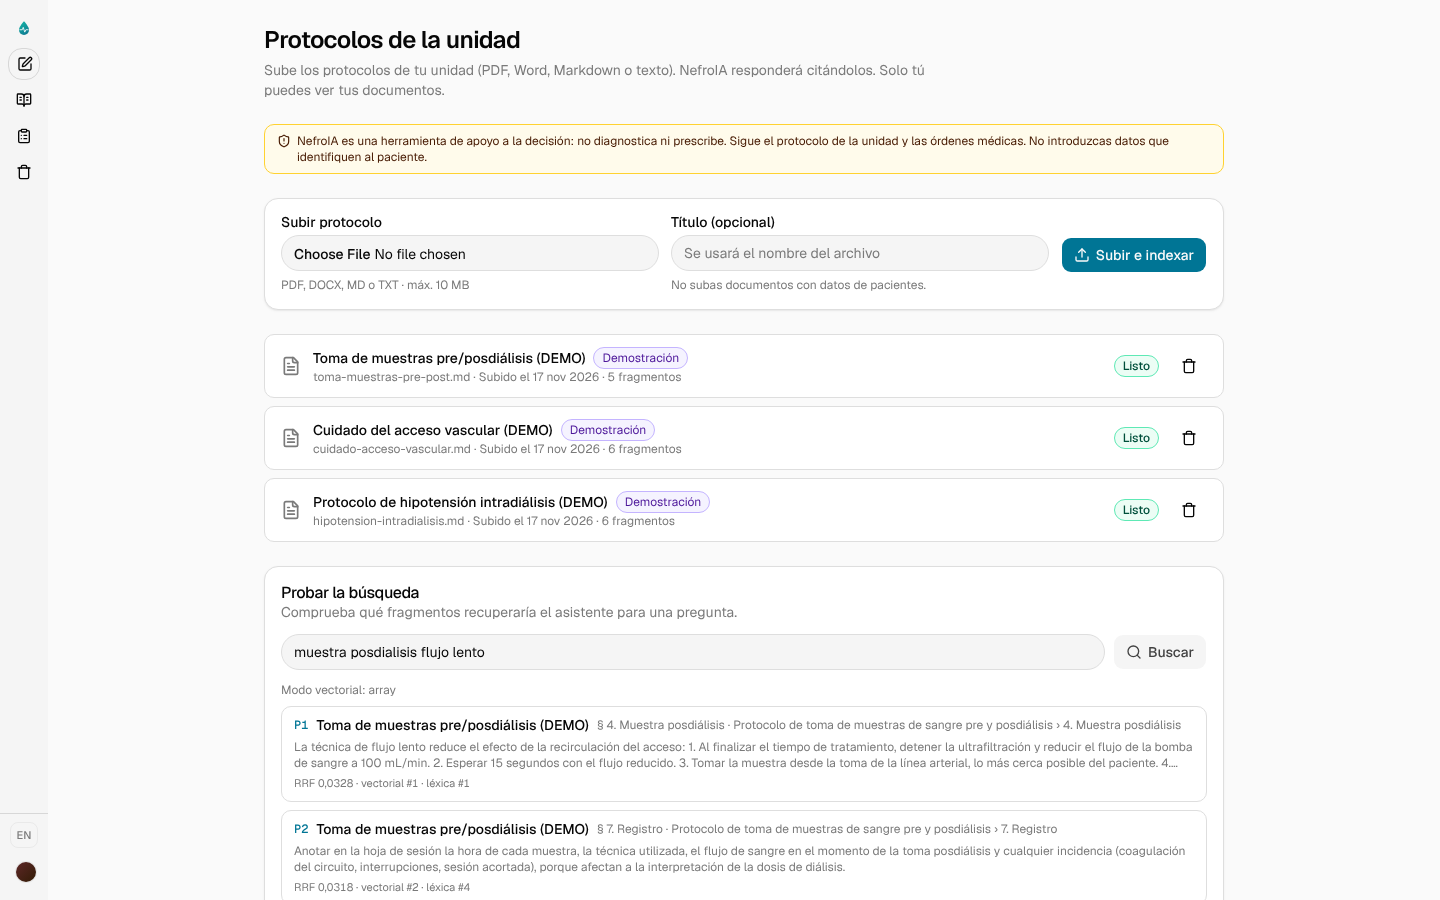 Protocolos de la unidad
Sube los protocolos de tu unidad (PDF, Word, Markdown o texto). NefroIA responderá citándolos. Solo tú
puedes ver tus documentos.
NefroIA es una herramienta de apoyo a la decisión: no diagnostica ni prescribe. Sigue el protocolo de la unidad y las órdenes médicas. No introduzcas datos que
identifiquen al paciente.
Subir protocolo
Título (opcional)
Choose File No file chosen
Se usará el nombre del archivo
Subir e indexar
PDF, DOCX, MD o TXT · máx. 10 MB
No subas documentos con datos de pacientes.
Toma de muestras pre/posdiálisis (DEMO) Demostración
toma-muestras-pre-post.md · Subido el 17 nov 2026 · 5 fragmentos
Listo
Cuidado del acceso vascular (DEMO) Demostración
cuidado-acceso-vascular.md · Subido el 17 nov 2026 · 6 fragmentos
Listo
Protocolo de hipotensión intradiálisis (DEMO) Demostración
hipotension-intradialisis.md · Subido el 17 nov 2026 · 6 fragmentos
Listo
Probar la búsqueda
Comprueba qué fragmentos recuperaría el asistente para una pregunta.
muestra posdialisis flujo lento
Buscar
Modo vectorial: array
P1 Toma de muestras pre/posdiálisis (DEMO) § 4. Muestra posdiálisis · Protocolo de toma de muestras de sangre pre y posdiálisis › 4. Muestra posdiálisis
La técnica de flujo lento reduce el efecto de la recirculación del acceso: 1. Al finalizar el tiempo de tratamiento, detener la ultrafiltración y reducir el flujo de la bomba
de sangre a 100 mL/min. 2. Esperar 15 segundos con el flujo reducido. 3. Tomar la muestra desde la toma de la línea arterial, lo más cerca posible del paciente. 4.…
RRF 0,0328 · vectorial #1 · léxica #1
P2 Toma de muestras pre/posdiálisis (DEMO) § 7. Registro · Protocolo de toma de muestras de sangre pre y posdiálisis › 7. Registro
Anotar en la hoja de sesión la hora de cada muestra, la técnica utilizada, el flujo de sangre en el momento de la toma posdiálisis y cualquier incidencia (coagulación
del circuito, interrupciones, sesión acortada), porque afectan a la interpretación de la dosis de diálisis.
RRF 0,0318 · vectorial #2 · léxica #4
EN